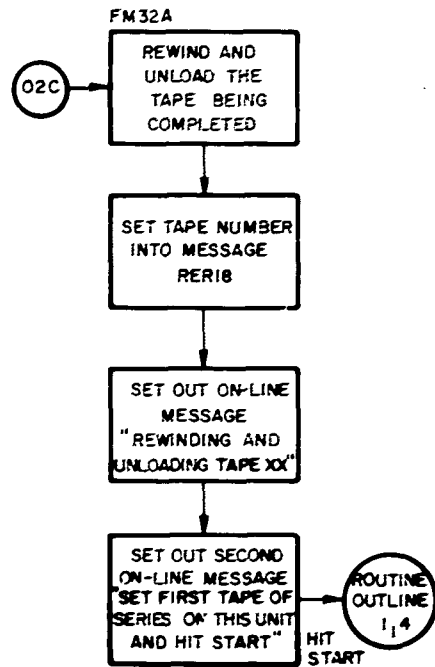 FM32A
02C
REWIND AND
UNLOAD THE
TAPE BEING
COMPLETED
SET TAPE NUMBER
INTO MESSAGE
RER18
SET OUT ON-LINE
MESSAGE
"REWINDING AND
UNLOADING TAPE XX"
SET OUT SECOND
ON-LINE MESSAGE
"SET FIRST TAPE OF
SERIES ON THIS UNIT
AND HIT START"
HIT
START
ROUTINE
OUTLINE
1,4